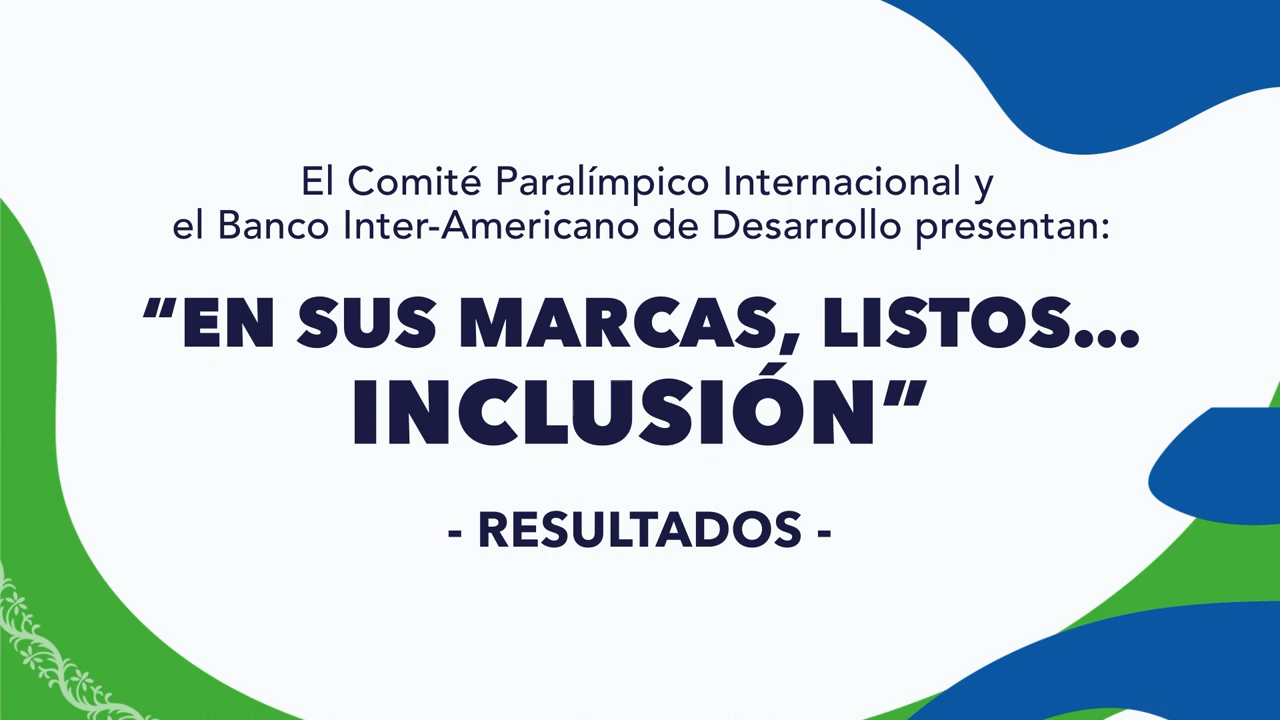 El Comité Paralímpico Internacional y
el Banco Inter-Americano de Desarrollo presentan:
“EN SUS MARCAS, LISTOS...
INCLUSIÓN”
- RESULTADOS -